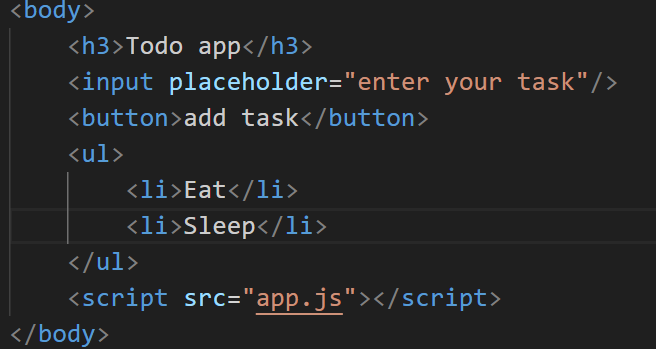 <body>
<h3>Todo app</h3>
<input placeholder="enter your task"/>
<button>add task</button>
<ul>
<li>Eat</li>
<li>Sleep</li>
</ul>
<script src="app.js"></script>
</body>